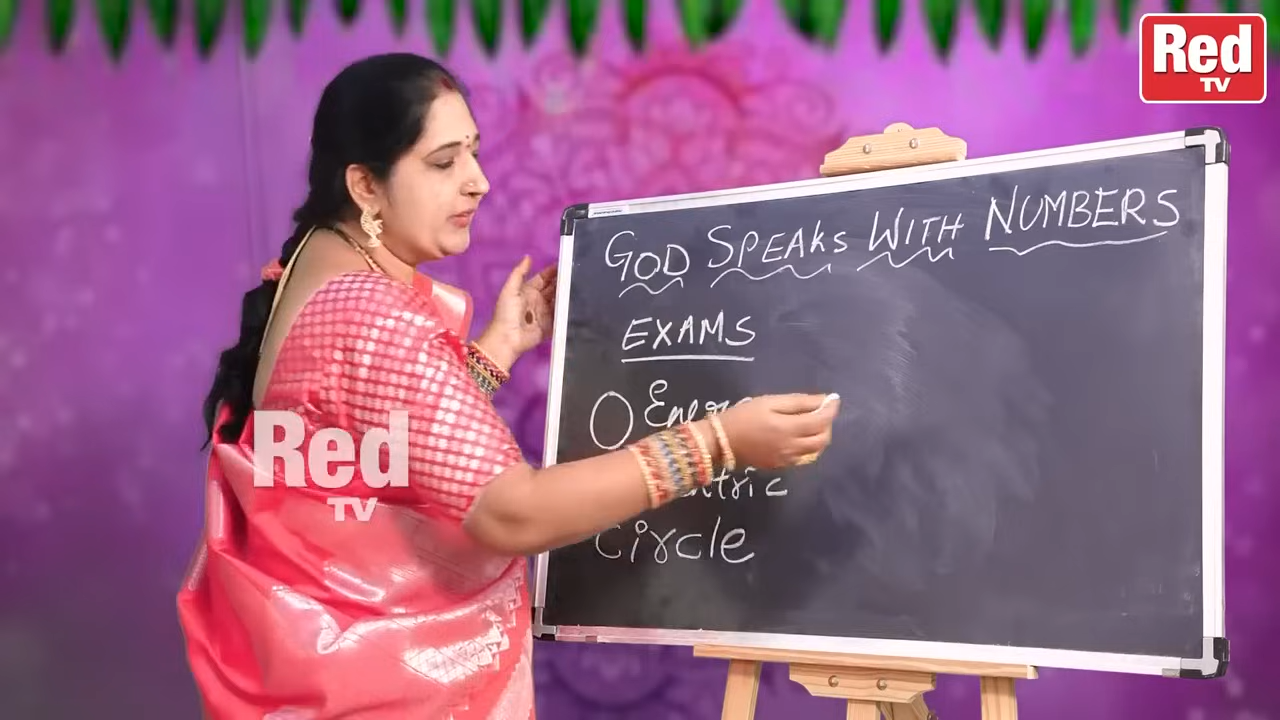 Red
TV
GOD SPEAKS WITH NUMBERS
EXAMS
Circle
Red
TV